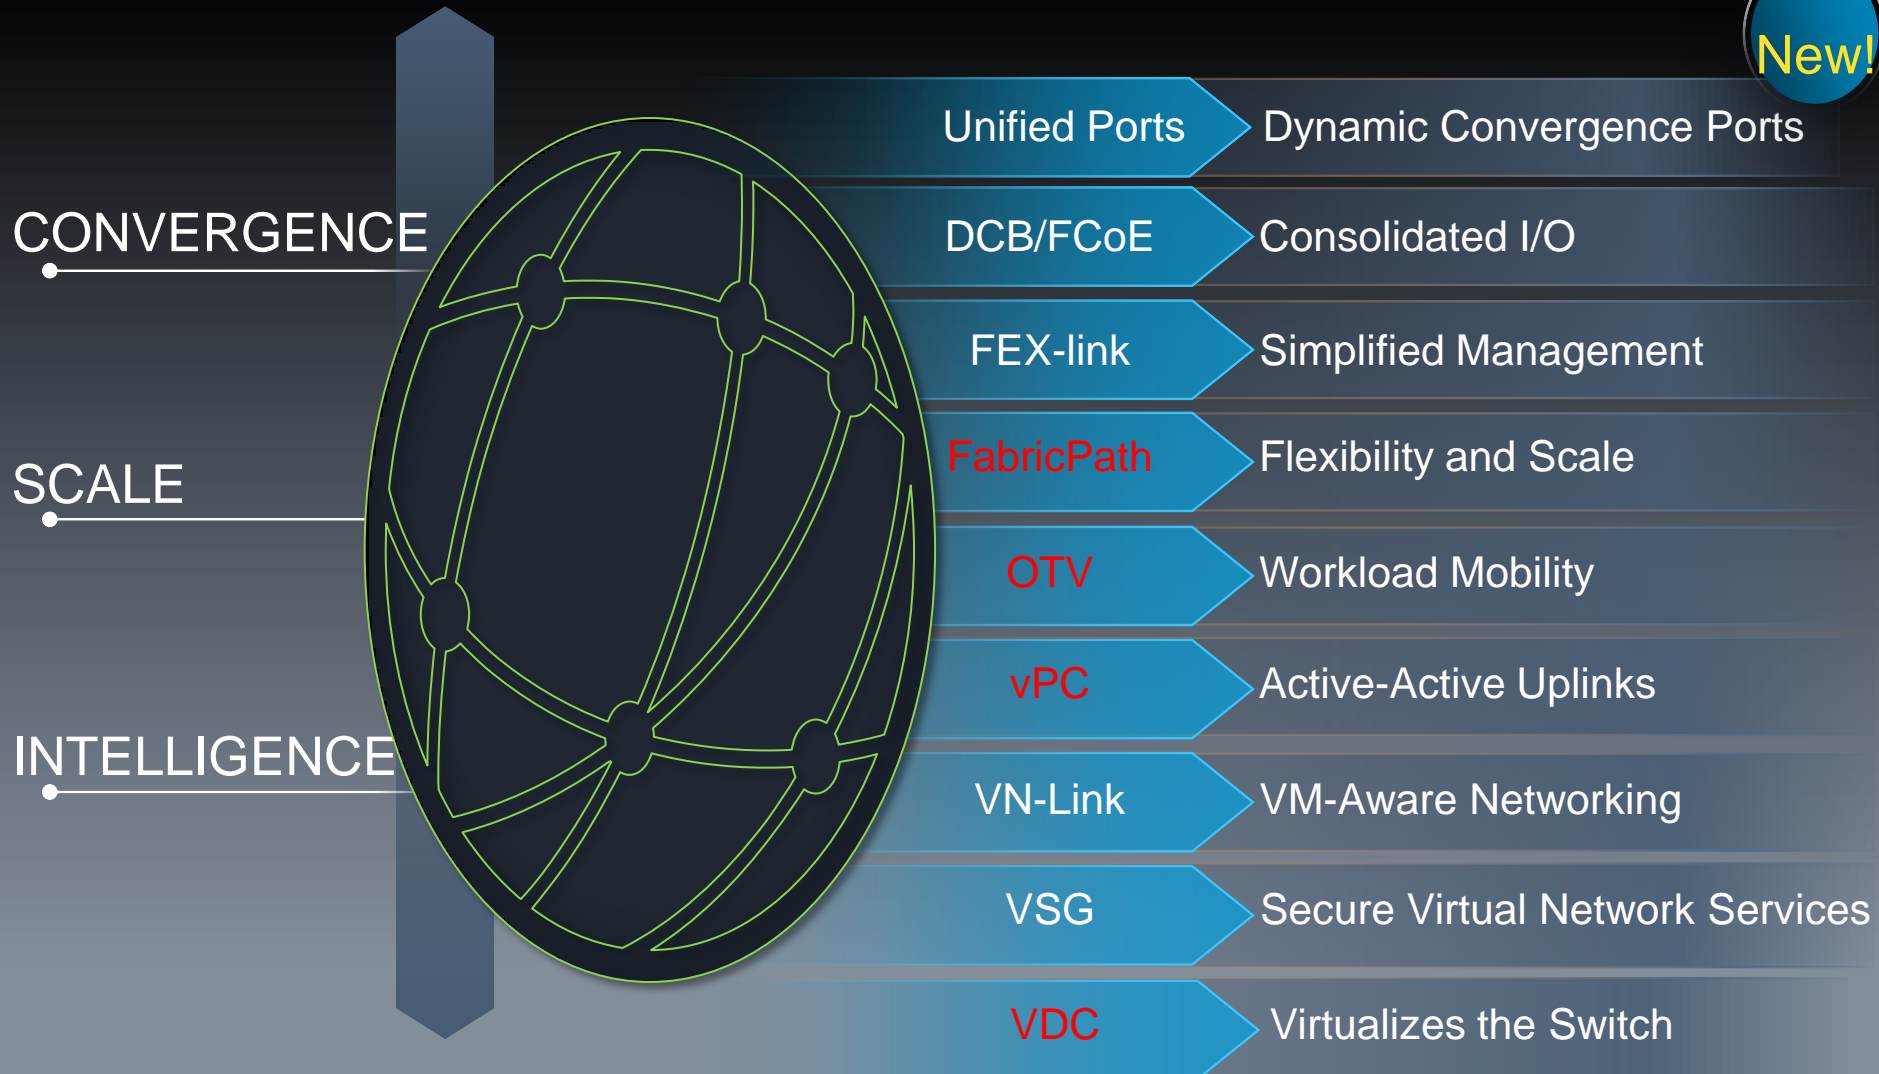 New!
Unified Ports Dynamic Convergence Ports
CONVERGENCE
DCB/FCoE Consolidated I/O
FEX-link Simplified Management
SCALE
FabricPath Flexibility and Scale
OTV Workload Mobility
vPC Active-Active Uplinks
INTELLIGENCE
VN-Link VM-Aware Networking
VSG Secure Virtual Network Services
VDC Virtualizes the Switch